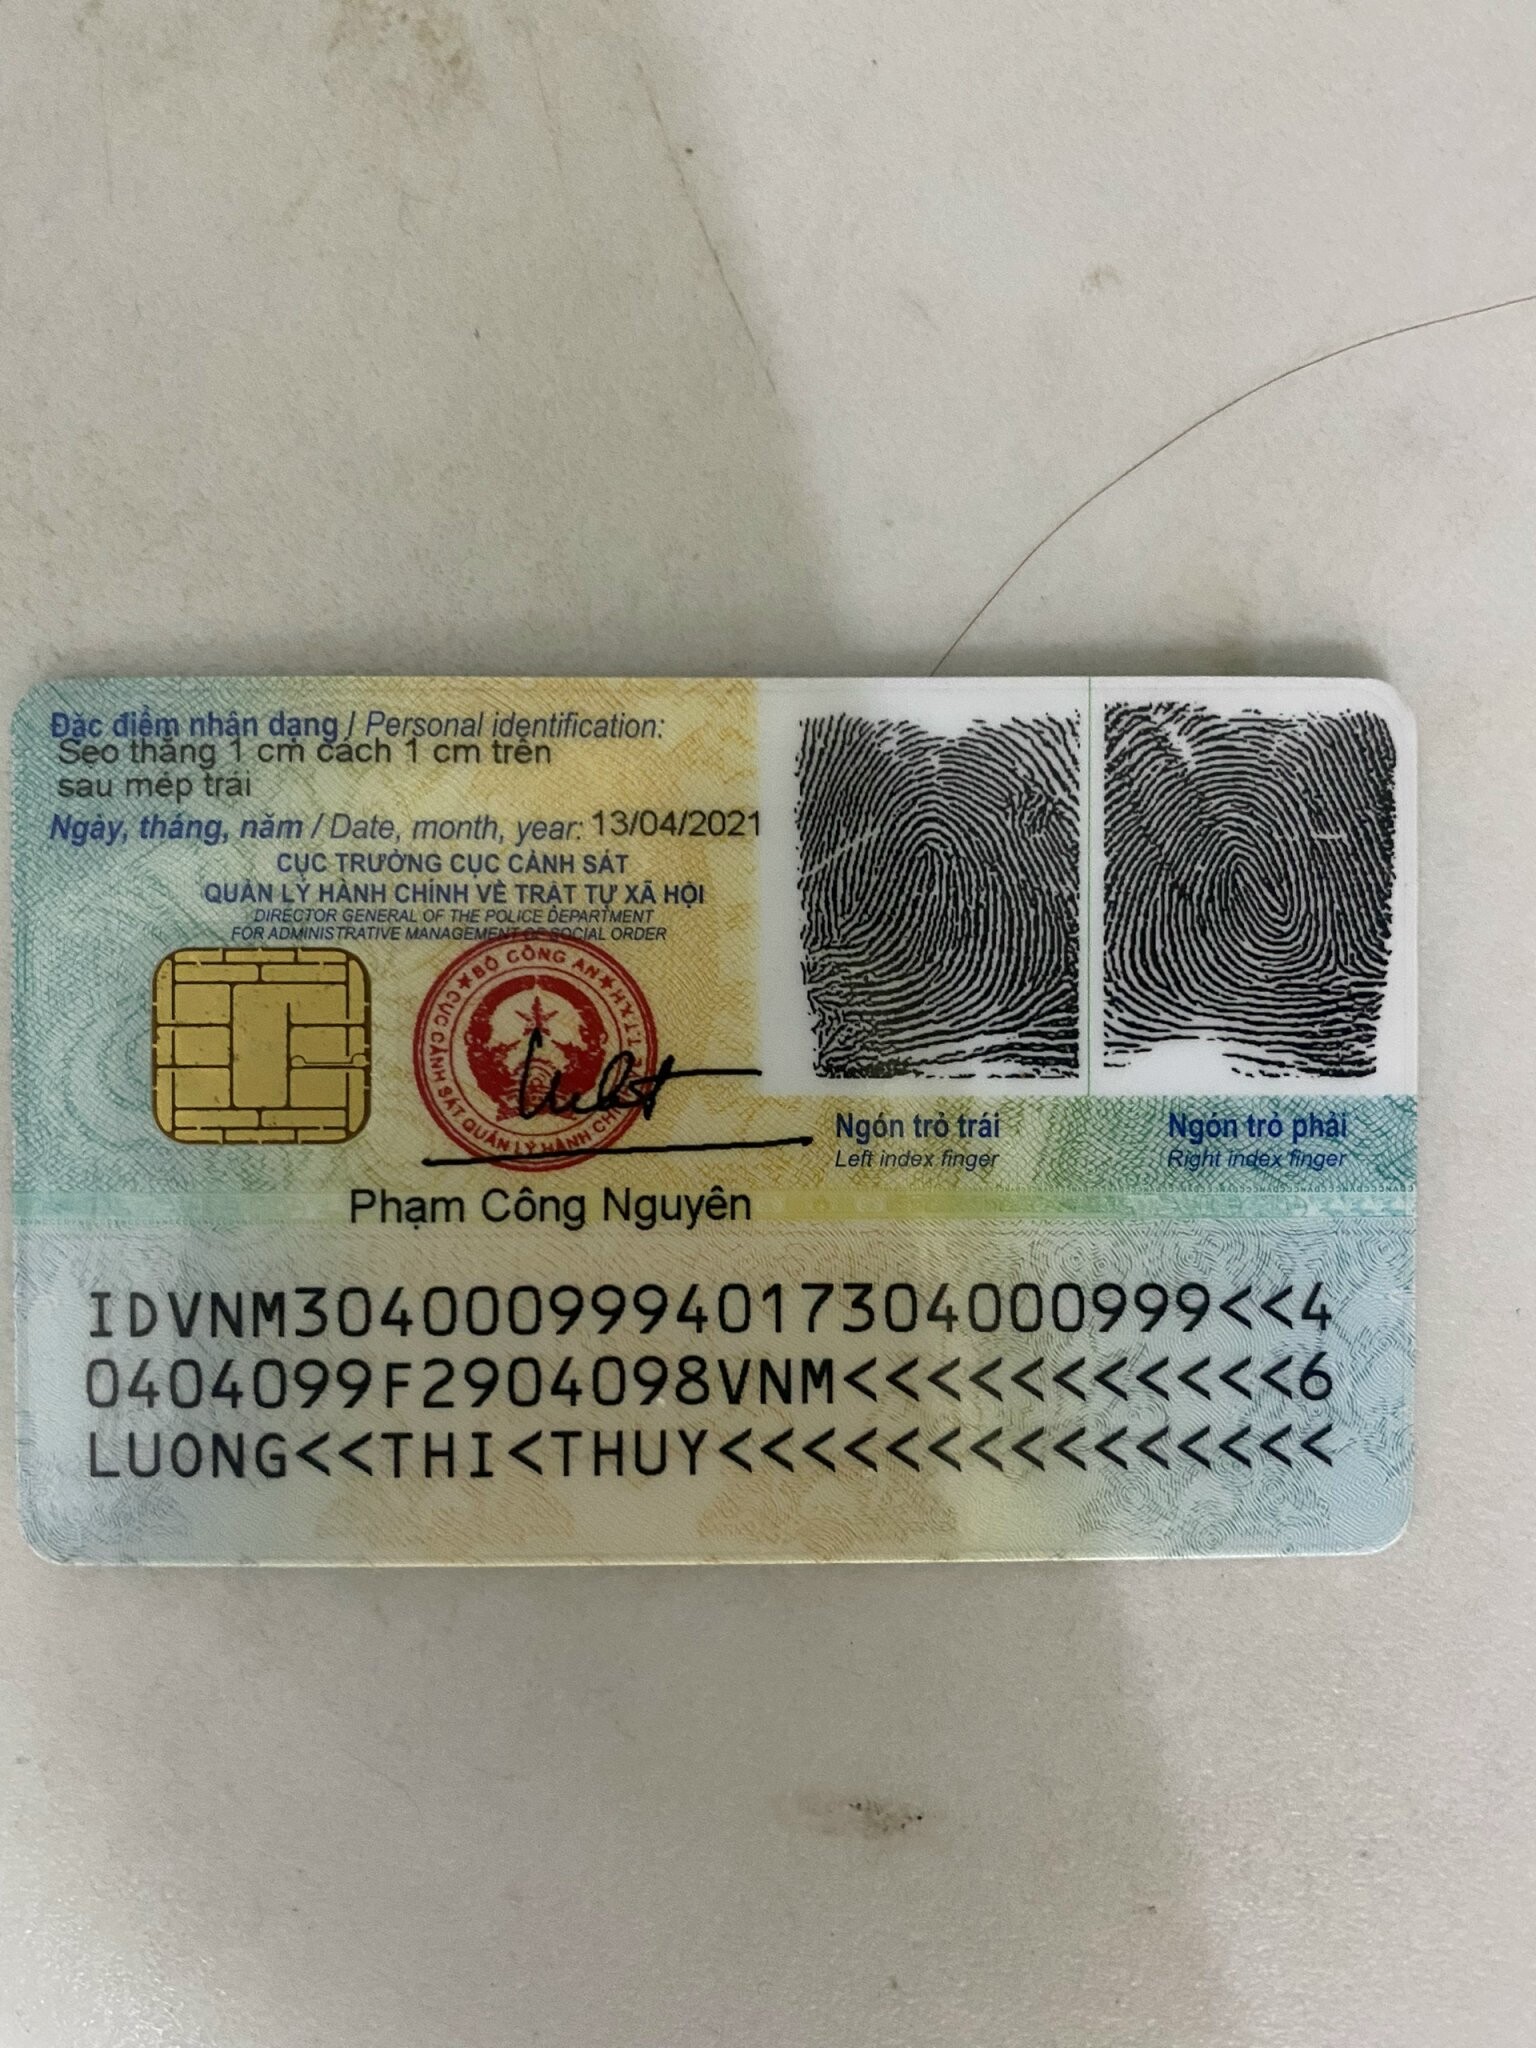 Đặc điểm nhân dạng / Personal identification:
Sẹo thẳng 1 cm cách 1 cm trên
sau mép trái
Ngày, tháng, năm / Date, month, year: 13/04/2021
CỤC TRƯỞNG CỤC CẢNH SÁT
QUẢN LÝ HÀNH CHÍNH VỀ TRẬT TỰ XÃ HỘI
DIRECTOR GENERAL OF THE POLICE DEPARTMENT
FOR ADMINISTRATIVE MANAGEMENT OF SOCIAL ORDER
★ BỘ CÔNG AN ★
CỤC CẢNH SÁT QUẢN LÝ HÀNH CHÍNH
Phạm Công Nguyên
Ngón trỏ trái
Left index finger
Ngón trỏ phải
Right index finger
IDVNM3040009994017304000999<<4
0404099F2904098VNM<<<<<<<<<<<6
LUONG<<THI<THUY<<<<<<<<<<<<<<<